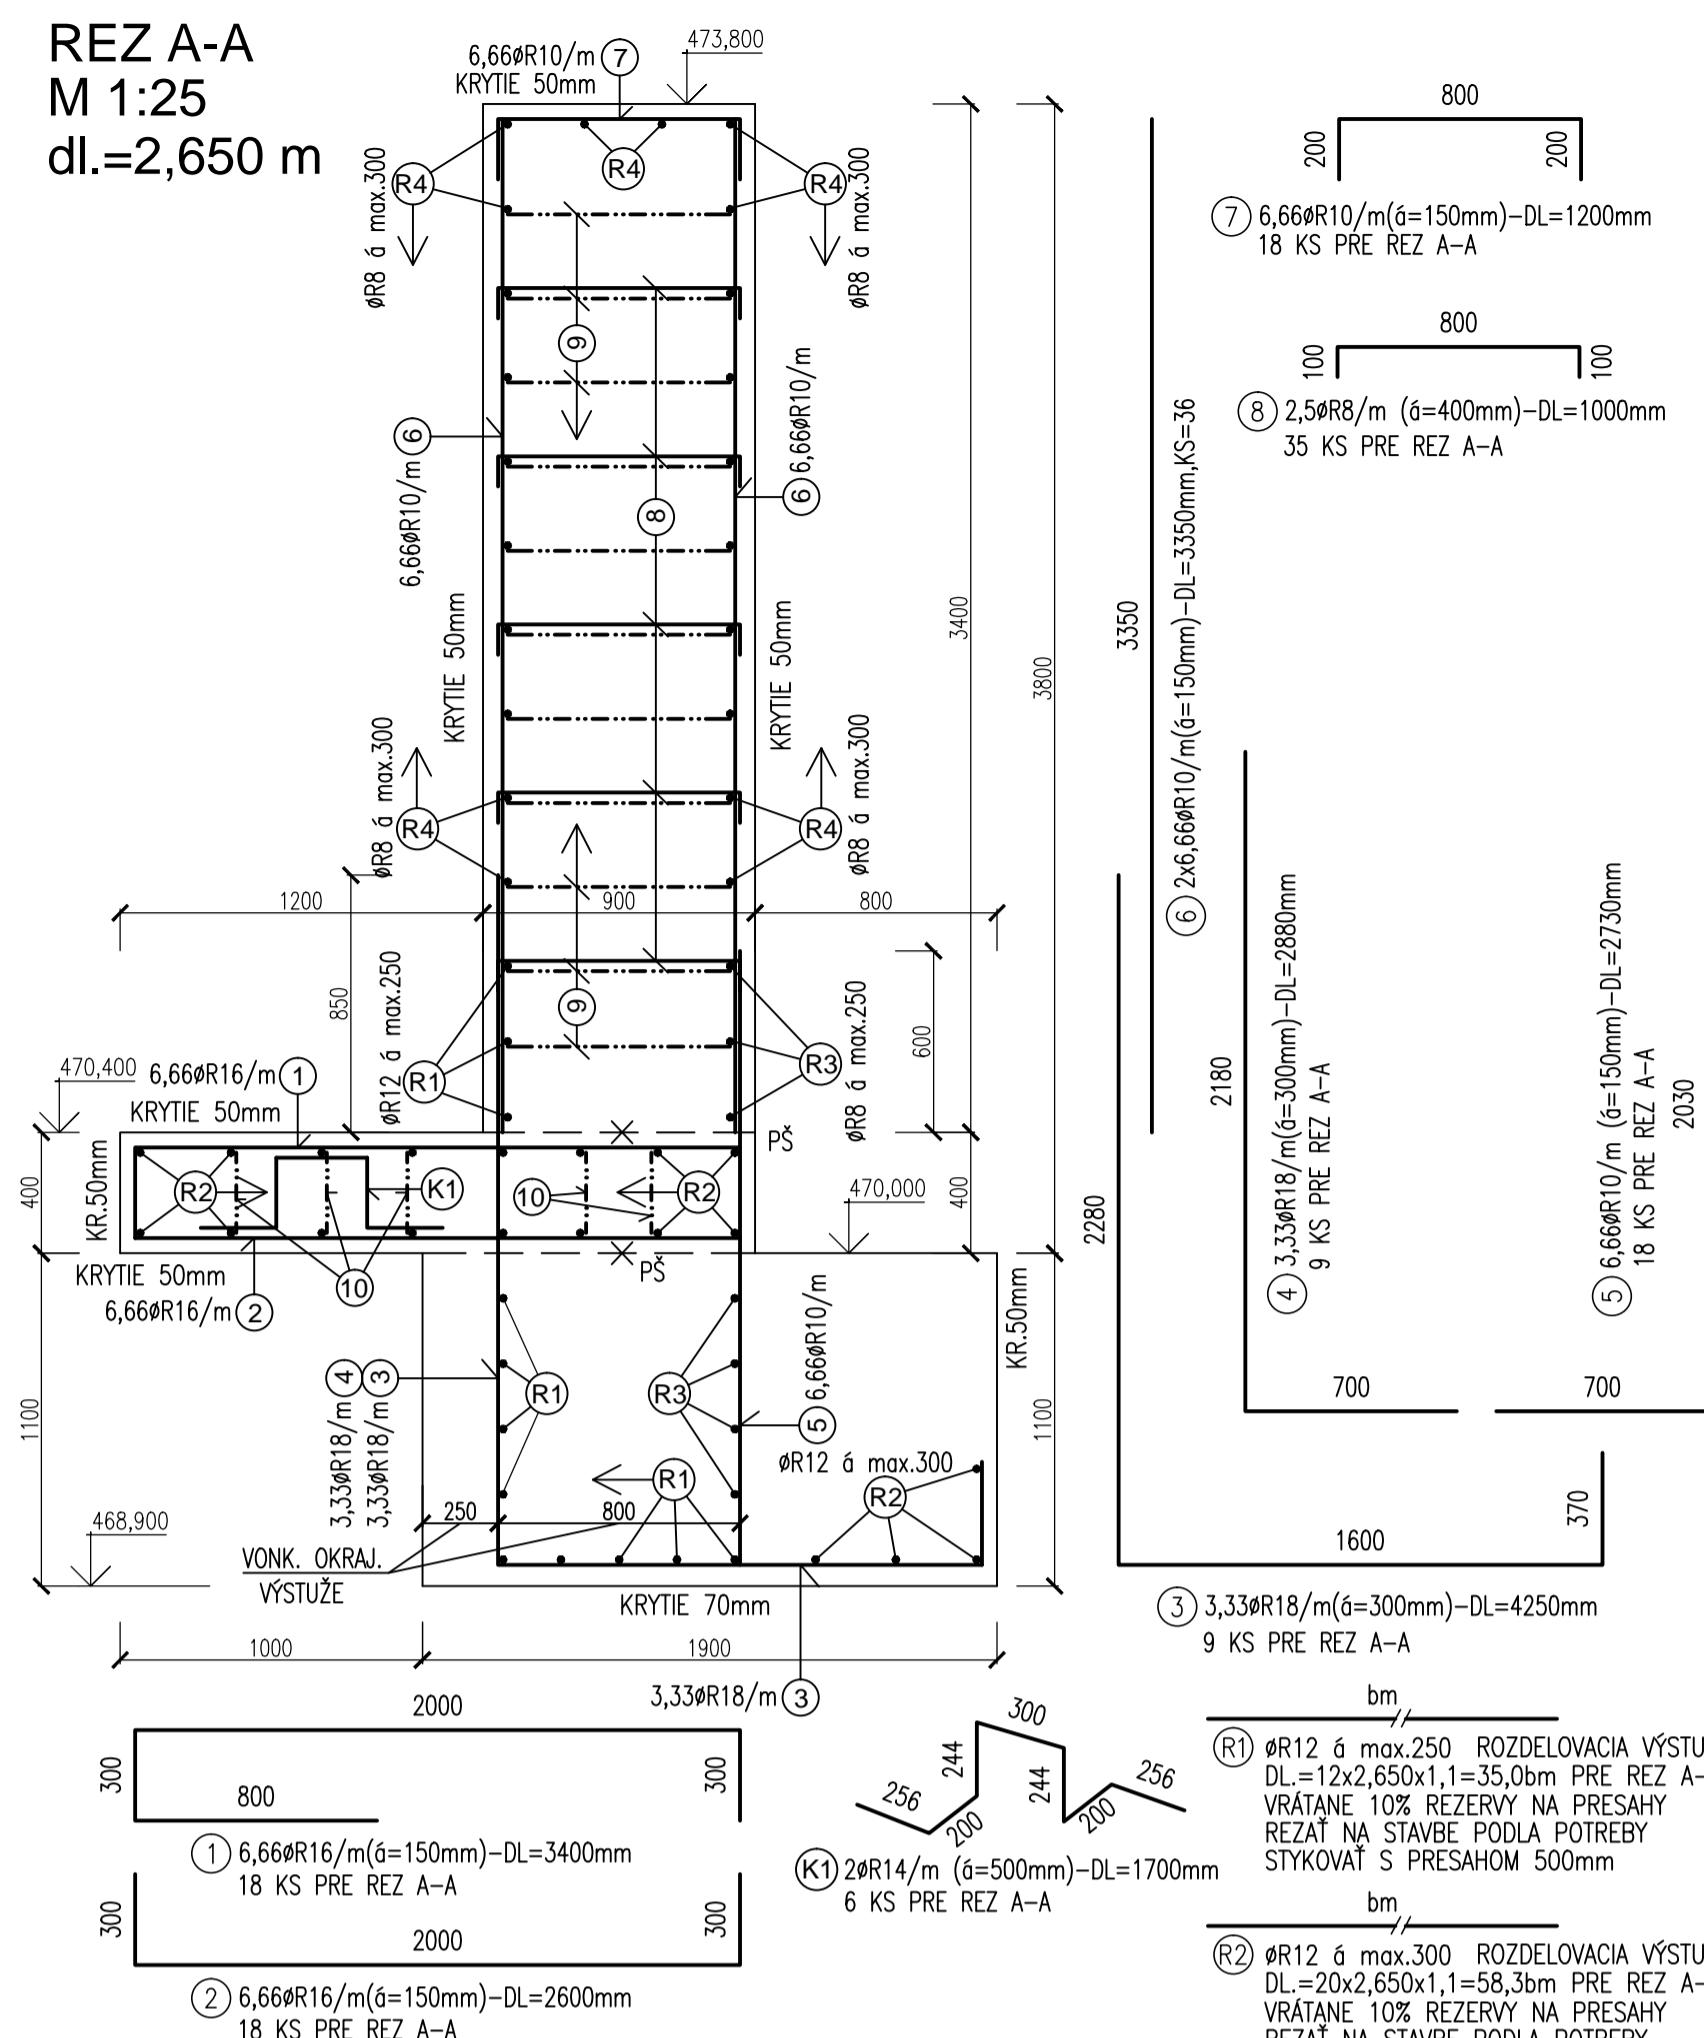 REZ A-A
M 1:25
dl.=2,650 m
6,66øR10/m 7
KRYTIE 50mm
473,800
R4
R4
R4
øR8 á max.300
øR8 á max.300
9
6
6,66øR10/m
6,66øR10/m
6
8
KRYTIE 50mm
KRYTIE 50mm
3400
3800
øR8 á max.300
R4
R4
øR8 á max.300
1200
900
800
850
øR12 á max.250
R1
9
R3
øR8 á max.250
600
470,400
6,66øR16/m 1
KRYTIE 50mm
PŠ
400
KR.50mm
R2
K1
10
R2
470,000
400
KRYTIE 50mm
6,66øR16/m 2
10
PŠ
KR.50mm
1100
4 3
3,33øR18/m
3,33øR18/m
R1
R3
5 6,66øR10/m
1100
R1
øR12 á max.300
R2
468,900
250
800
VONK. OKRAJ.
VÝSTUŽE
KRYTIE 70mm
1000
1900
3,33øR18/m 3
800
200
200
7 6,66øR10/m(á=150mm)-DL=1200mm
18 KS PRE REZ A-A
800
100
100
8 2,5øR8/m (á=400mm)-DL=1000mm
35 KS PRE REZ A-A
3350
6 2x6,66øR10/m(á=150mm)-DL=3350mm,KS=36
2180
4 3,33øR18/m(á=300mm)-DL=2880mm
9 KS PRE REZ A-A
700
5 6,66øR10/m (á=150mm)-DL=2730mm
18 KS PRE REZ A-A
2030
700
2280
1600
370
3 3,33øR18/m(á=300mm)-DL=4250mm
9 KS PRE REZ A-A
2000
300
300
800
1 6,66øR16/m(á=150mm)-DL=3400mm
18 KS PRE REZ A-A
300
300
2000
2 6,66øR16/m(á=150mm)-DL=2600mm
18 KS PRE REZ A-A
300
244
244
256
200
200
256
K1 2øR14/m (á=500mm)-DL=1700mm
6 KS PRE REZ A-A
bm
R1 øR12 á max.250 ROZDELOVACIA VÝSTU
DL.=12x2,650x1,1=35,0bm PRE REZ A-
VRÁTANE 10% REZERVY NA PRESAHY
REZAŤ NA STAVBE PODLA POTREBY
STYKOVAŤ S PRESAHOM 500mm
bm
R2 øR12 á max.300 ROZDELOVACIA VÝSTU
DL.=20x2,650x1,1=58,3bm PRE REZ A-
VRÁTANE 10% REZERVY NA PRESAHY
REZAŤ NA STAVBE PODLA POTREBY